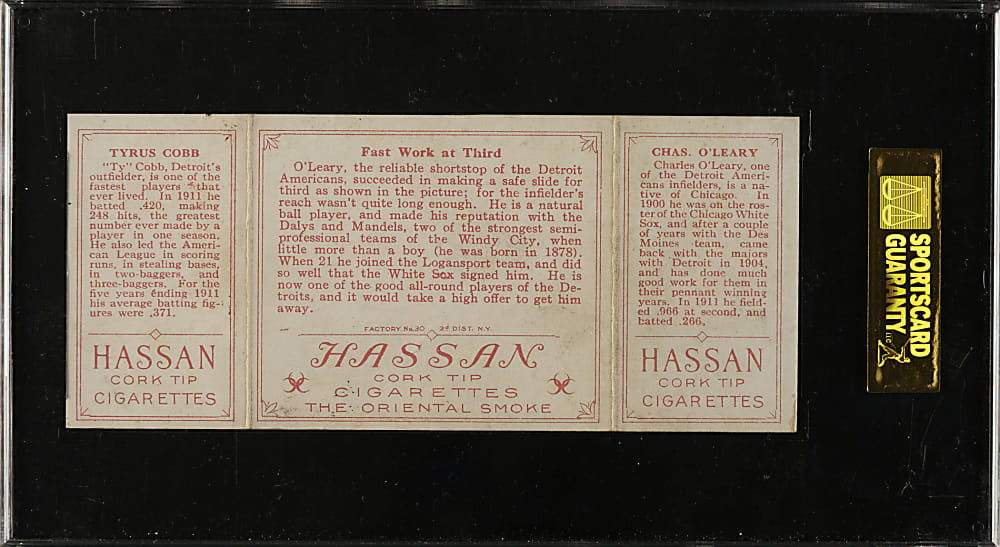 TYRUS COBB
"Ty" Cobb, Detroit's
outfielder, is one of the
fastest players that
ever lived. In 1911 he
batted .420, making
248 hits, the greatest
number ever made by a
player in one season.
He also led the Ameri-
can League in scoring
runs, in stealing bases,
in two-baggers, and
three-baggers. For the
five years ending 1911
his average batting fig-
ures were .371.
HASSAN
CORK TIP
CIGARETTES
Fast Work at Third
O'Leary, the reliable shortstop of the Detroit
Americans, succeeded in making a safe slide for
third as shown in the picture; for the infielder's
reach wasn't quite long enough. He is a natural
ball player, and made his reputation with the
Dalys and Mandels, two of the strongest semi-
professional teams of the Windy City, when
little more than a boy (he was born in 1878).
When 21 he joined the Logansport team, and did
so well that the White Sox signed him. He is
now one of the good all-round players of the De-
troits, and it would take a high offer to get him
away.
FACTORY No.30 2d DIST. N.Y.
HASSAN
CORK TIP
CIGARETTES
THE ORIENTAL SMOKE
CHAS. O'LEARY
Charles O'Leary, one
of the Detroit Ameri-
cans infielders, is a na-
tive of Chicago. In
1900 he was on the ros-
ter of the Chicago White
Sox, and after a couple
of years with the Des
Moines team, came
back with the majors
with Detroit in 1904,
and has done much
good work for them in
their pennant winning
years. In 1911 he field-
ed .966 at second, and
batted .266.
HASSAN
CORK TIP
CIGARETTES
SPORTSCARD
GUARANTY LLC